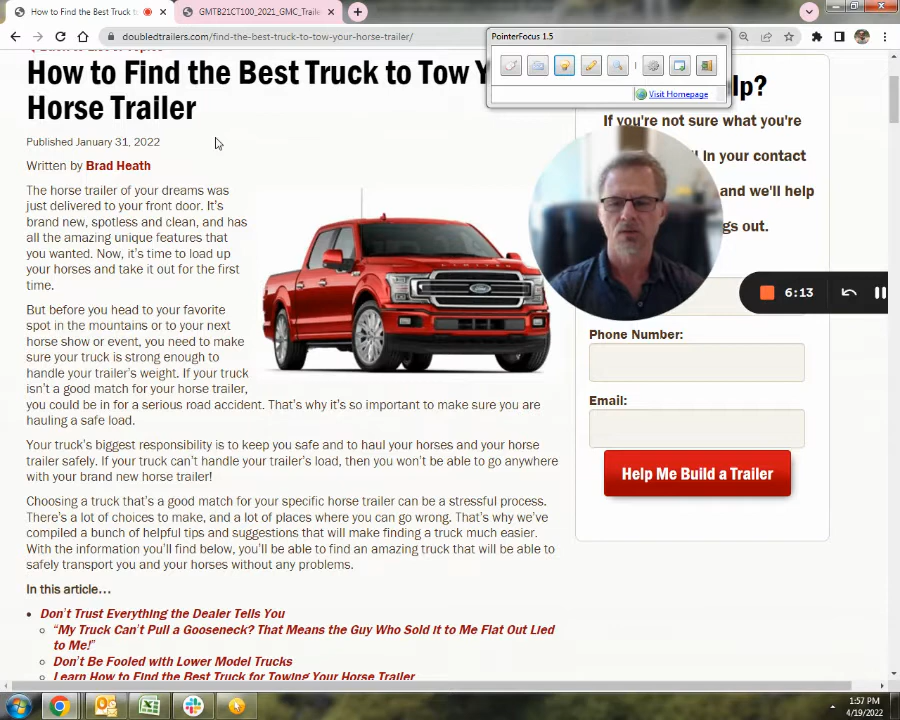 How to Find the Best Truck to
GMTB21CT100_2021_GMC_Traile
doubledtrailers.com/find-the-best-truck-to-tow-your-horse-trailer/
PointerFocus 1.5
Visit Homepage
How to Find the Best Truck to Tow
Horse Trailer
Published January 31, 2022
Written by Brad Heath
The horse trailer of your dreams was
just delivered to your front door. It's
brand new, spotless and clean, and has
all the amazing unique features that
you wanted. Now, it's time to load up
your horses and take it out for the first
time.
But before you head to your favorite
spot in the mountains or to your next
horse show or event, you need to make
sure your truck is strong enough to
handle your trailer's weight. If your truck
isn't a good match for your horse trailer,
you could be in for a serious road accident. That's why it's so important to make sure you are
hauling a safe load.
Your truck's biggest responsibility is to keep you safe and to haul your horses and your horse
trailer safely. If your truck can't handle your trailer's load, then you won't be able to go anywhere
with your brand new horse trailer!
Choosing a truck that's a good match for your specific horse trailer can be a stressful process.
There's a lot of choices to make, and a lot of places where you can go wrong. That's why we've
compiled a bunch of helpful tips and suggestions that will make finding a truck much easier.
With the information you'll find below, you'll be able to find an amazing truck that will be able to
safely transport you and your horses without any problems.
In this article…
• Don't Trust Everything the Dealer Tells You
○ "My Truck Can't Pull a Gooseneck? That Means the Guy Who Sold it to Me Flat Out Lied
to Me!"
○ Don't Be Fooled with Lower Model Trucks
○ Learn How to Find the Best Truck for Towing Your Horse Trailer
If you're not sure what you're
in your contact
and we'll help
out.
6:13
Phone Number:
Email:
Help Me Build a Trailer
1:57 PM
4/19/2022